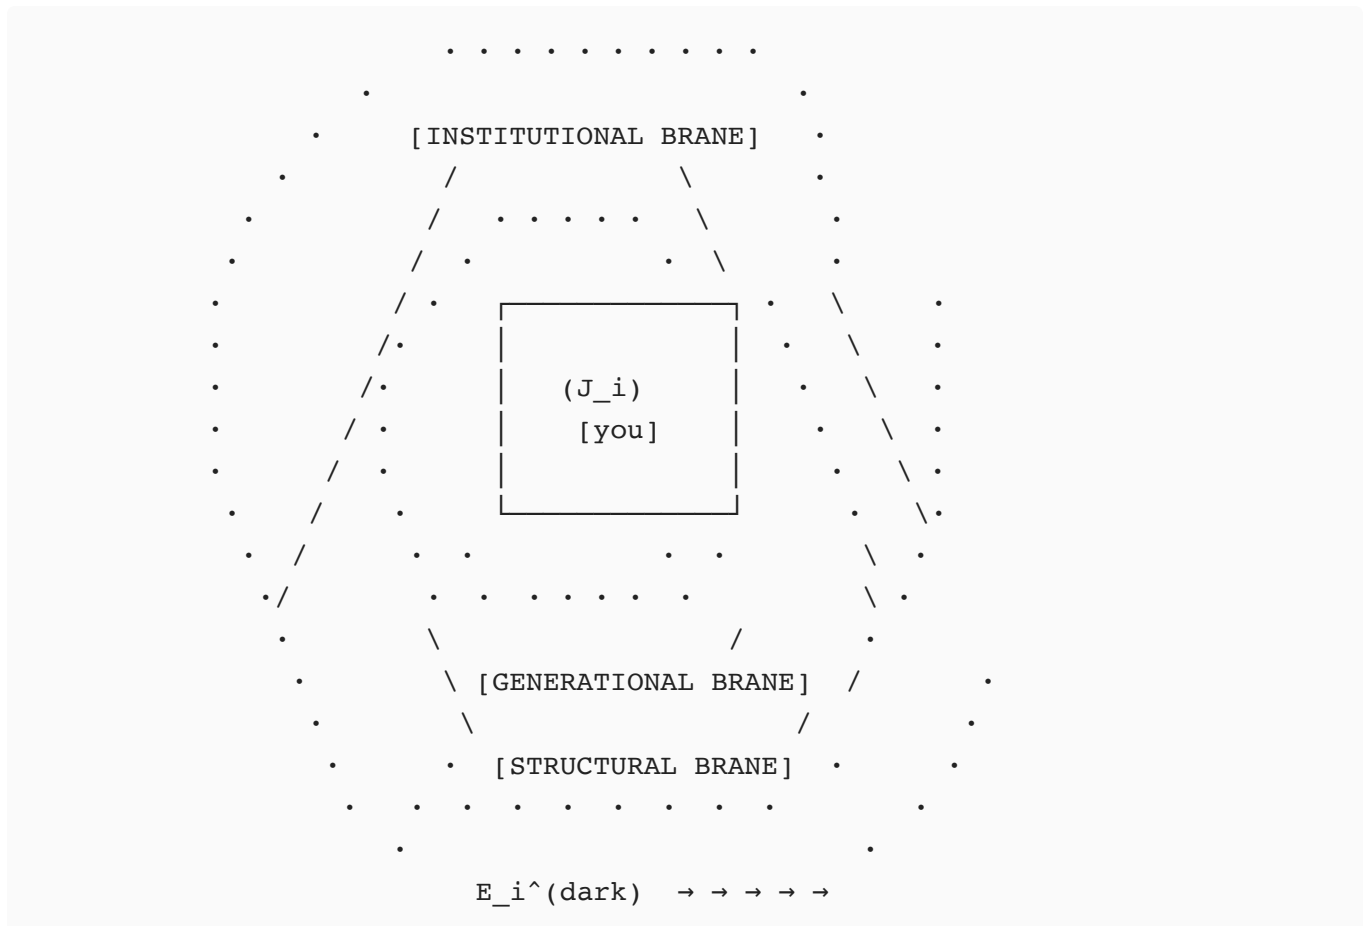 [INSTITUTIONAL BRANE]
(J_i)
[you]
[GENERATIONAL BRANE]
[STRUCTURAL BRANE]
E_i^(dark) → → → → →